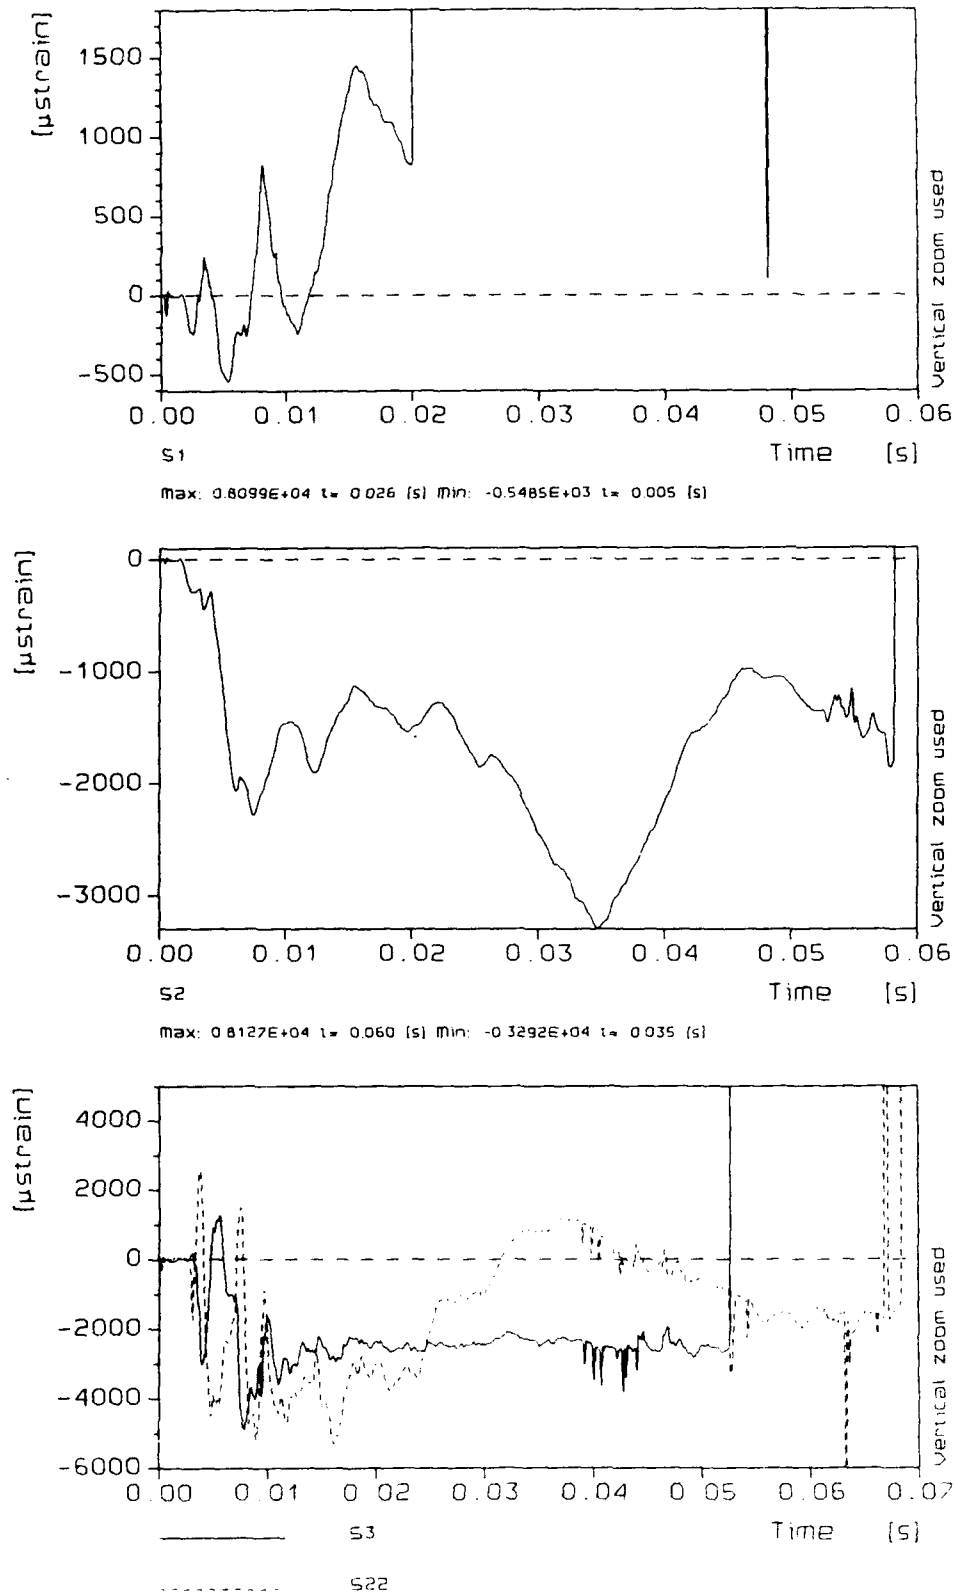 [µstrain]
1500
1000
500
0
-500
0.00 0.01 0.02 0.03 0.04 0.05 0.06
S1 Time [s]
Vertical zoom used
Max: 0.8099E+04 t= 0.026 [s] Min: -0.5485E+03 t= 0.005 [s]
[µstrain]
0
-1000
-2000
-3000
0.00 0.01 0.02 0.03 0.04 0.05 0.06
S2 Time [s]
Vertical zoom used
Max: 0.8127E+04 t= 0.060 [s] Min: -0.3292E+04 t= 0.035 [s]
[µstrain]
4000
2000
0
-2000
-4000
-6000
0.00 0.01 0.02 0.03 0.04 0.05 0.06 0.07
S3 Time [s]
Vertical zoom used
S22